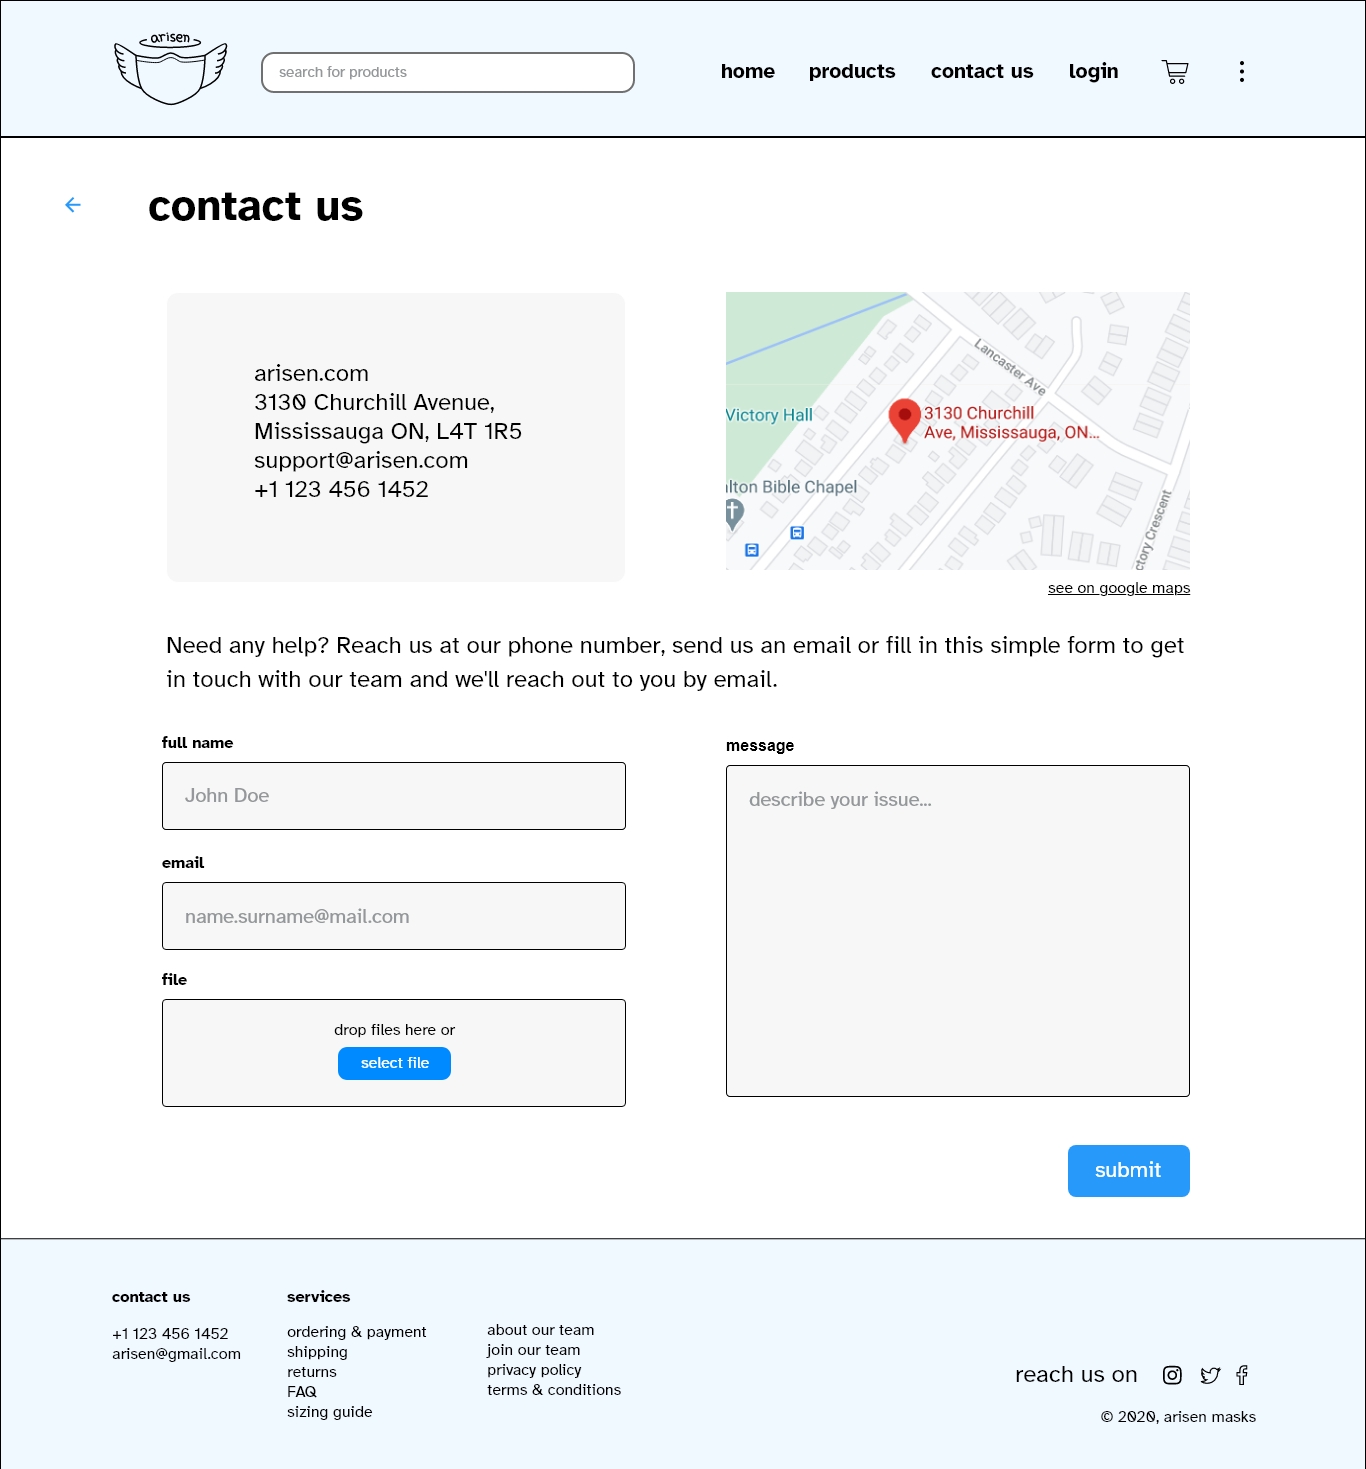 arisen
search for products
home
products
contact us
login
contact us
arisen.com
3130 Churchill Avenue,
Mississauga ON, L4T 1R5
support@arisen.com
+1 123 456 1452
Lancaster Ave
Victory Hall
3130 Churchill
Ave, Mississauga, ON...
lton Bible Chapel
ctory Crescent
see on google maps
Need any help? Reach us at our phone number, send us an email or fill in this simple form to get
in touch with our team and we'll reach out to you by email.
full name
John Doe
email
name.surname@mail.com
file
drop files here or
select file
message
describe your issue...
submit
contact us
+1 123 456 1452
arisen@gmail.com
services
ordering & payment
shipping
returns
FAQ
sizing guide
about our team
join our team
privacy policy
terms & conditions
reach us on
© 2020, arisen masks